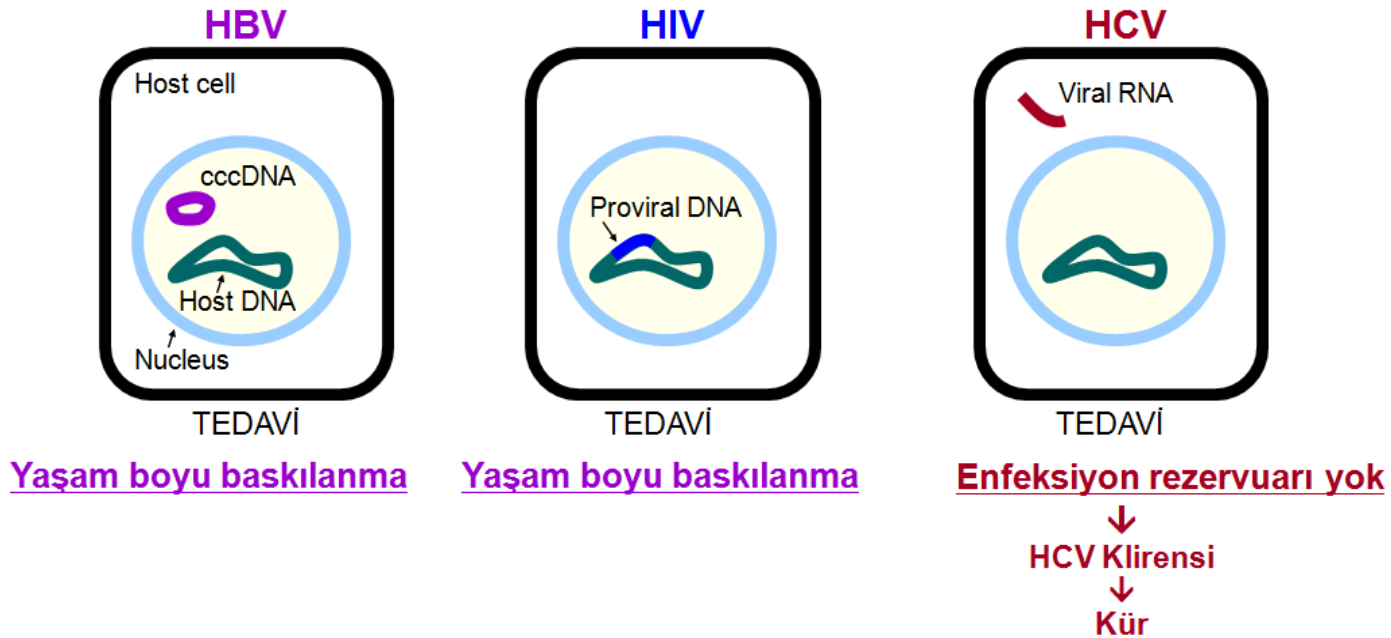 HBV
Host cell
cccDNA
Host DNA
Nucleus
TEDAVİ
Yaşam boyu baskılanma
HIV
Proviral DNA
TEDAVİ
Yaşam boyu baskılanma
HCV
Viral RNA
TEDAVİ
Enfeksiyon rezervuarı yok
HCV Klirensi
Kür